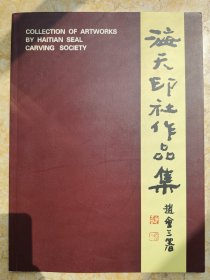 COLLECTION OF ARTWORKS
BY HAITIAN SEAL
CARVING SOCIETY
海天印社作品集